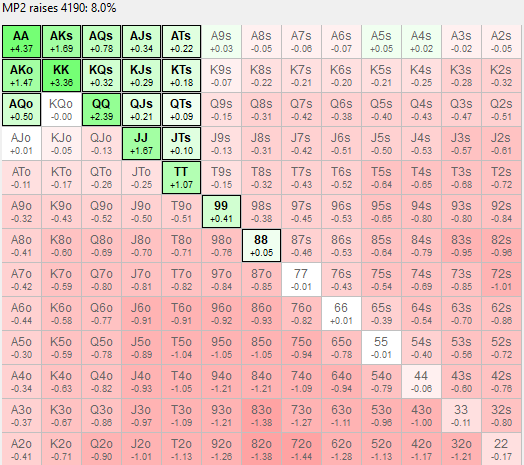 MP2 raises 4190: 8.0%
AA AKs AQs AJs ATs A9s A8s A7s A6s A5s A4s A3s A2s
+4.37 +1.69 +0.78 +0.34 +0.22 +0.03 -0.05 -0.06 -0.07 +0.05 +0.02 -0.02 -0.05
AKo KK KQs KJs KTs K9s K8s K7s K6s K5s K4s K3s K2s
+1.47 +3.36 +0.32 +0.29 +0.18 -0.07 -0.22 -0.21 -0.20 -0.21 -0.25 -0.28 -0.32
AQo KQo QQ QJs QTs Q9s Q8s Q7s Q6s Q5s Q4s Q3s Q2s
+0.50 -0.00 +2.39 +0.21 +0.09 -0.15 -0.31 -0.42 -0.38 -0.40 -0.43 -0.47 -0.51
AJo KJo QJo JJ JTs J9s J8s J7s J6s J5s J4s J3s J2s
+0.01 -0.05 -0.13 +1.67 +0.10 -0.13 -0.31 -0.42 -0.51 -0.50 -0.53 -0.57 -0.61
ATo KTo QTo JTo TT T9s T8s T7s T6s T5s T4s T3s T2s
-0.11 -0.17 -0.26 -0.25 +1.07 -0.15 -0.32 -0.43 -0.52 -0.64 -0.65 -0.68 -0.72
A9o K9o Q9o J9o T9o 99 98s 97s 96s 95s 94s 93s 92s
-0.32 -0.43 -0.52 -0.50 -0.51 +0.41 -0.38 -0.45 -0.53 -0.65 -0.80 -0.80 -0.84
A8o K8o Q8o J8o T8o 98o 88 87s 86s 85s 84s 83s 82s
-0.41 -0.60 -0.69 -0.70 -0.71 -0.76 +0.05 -0.46 -0.53 -0.64 -0.79 -0.95 -0.96
A7o K7o Q7o J7o T7o 97o 87o 77 76s 75s 74s 73s 72s
-0.42 -0.59 -0.80 -0.81 -0.82 -0.84 -0.85 -0.01 -0.43 -0.54 -0.69 -0.85 -1.01
A6o K6o Q6o J6o T6o 96o 86o 76o 66 65s 64s 63s 62s
-0.44 -0.58 -0.77 -0.91 -0.91 -0.92 -0.93 -0.82 +0.01 -0.39 -0.54 -0.70 -0.86
A5o K5o Q5o J5o T5o 95o 85o 75o 65o 55 54s 53s 52s
-0.30 -0.59 -0.78 -0.89 -1.04 -1.05 -1.05 -0.94 -0.78 -0.01 -0.40 -0.56 -0.72
A4o K4o Q4o J4o T4o 94o 84o 74o 64o 54o 44 43s 42s
-0.34 -0.63 -0.82 -0.93 -1.05 -1.21 -1.21 -1.09 -0.94 -0.79 -0.06 -0.60 -0.76
A3o K3o Q3o J3o T3o 93o 83o 73o 63o 53o 43o 33 32s
-0.37 -0.67 -0.86 -0.97 -1.09 -1.21 -1.38 -1.27 -1.11 -0.96 -1.00 -0.11 -0.80
A2o K2o Q2o J2o T2o 92o 82o 72o 62o 52o 42o 32o 22
-0.41 -0.71 -0.90 -1.01 -1.13 -1.26 -1.38 -1.44 -1.28 -1.13 -1.17 -1.21 -0.17